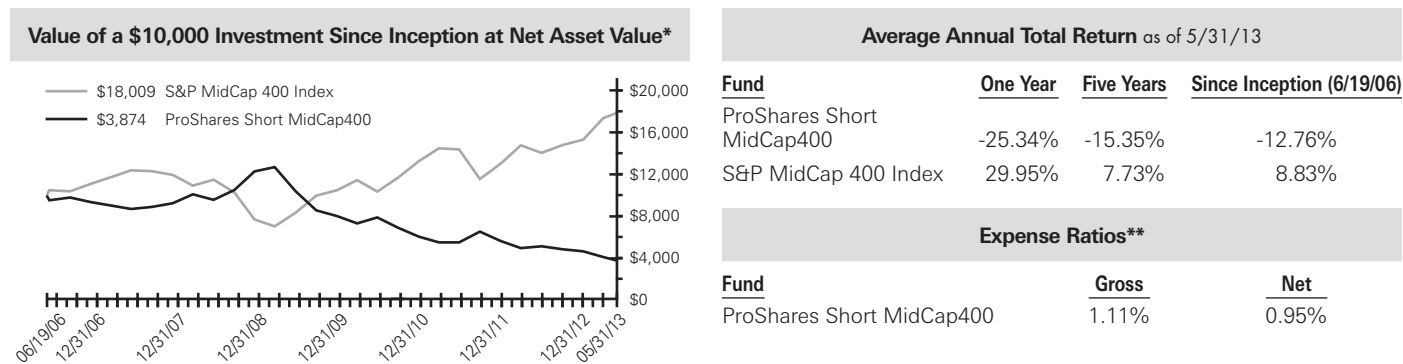 Value of a $10,000 Investment Since Inception at Net Asset Value*
$18,009 S&P MidCap 400 Index
$3,874 ProShares Short MidCap400
$20,000
$16,000
$12,000
$8,000
$4,000
$0
06/19/06
12/31/06
12/31/07
12/31/08
12/31/09
12/31/10
12/31/11
12/31/12
05/31/13
Average Annual Total Return as of 5/31/13
Fund One Year Five Years Since Inception (6/19/06)
ProShares Short
MidCap400 -25.34% -15.35% -12.76%
S&P MidCap 400 Index 29.95% 7.73% 8.83%
Expense Ratios**
Fund Gross Net
ProShares Short MidCap400 1.11% 0.95%